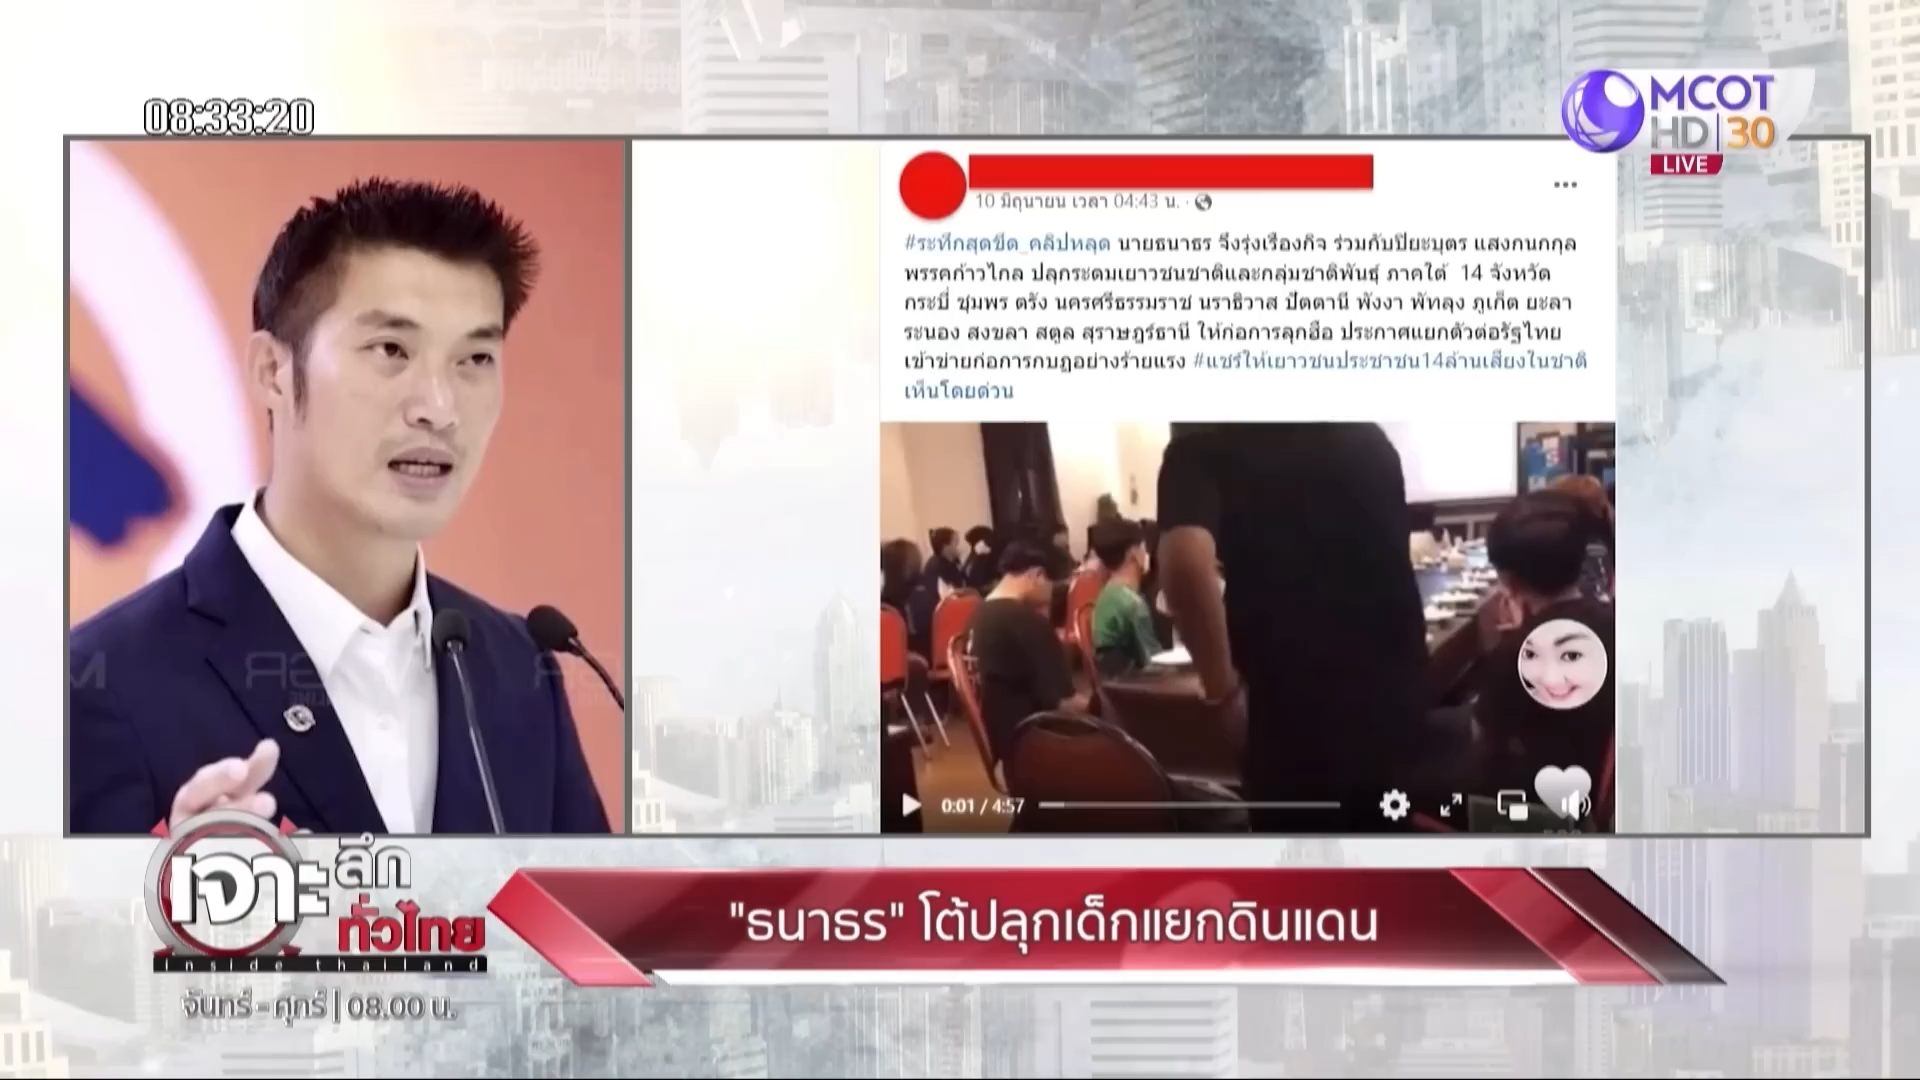 08:33:20
MCOT
HD 30
LIVE
10 มิถุนายน เวลา 04:43 น.
#ระทึกสุดขีด_คลิปหลุด นายธนาธร จึงรุ่งเรืองกิจ ร่วมกับปิยะบุตร แสงกนกกุล
พรรคก้าวไกล ปลุกระดมเยาวชนชาติและกลุ่มชาติพันธุ์ ภาคใต้ 14 จังหวัด
กระบี่ ชุมพร ตรัง นครศรีธรรมราช นราธิวาส ปัตตานี พังงา พัทลุง ภูเก็ต ยะลา
ระนอง สงขลา สตูล สุราษฎร์ธานี ให้ก่อการลุกฮือ ประกาศแยกตัวต่อรัฐไทย
เข้าข่ายก่อการกบฏอย่างร้ายแรง #แชร์ให้เยาวชนประชาชน14ล้านเสียงในชาติ
เห็นโดยด่วน
0:01 / 4:57
เจาะลึก
ทั่วไทย
inside thailand
จันทร์ - ศุกร์ | 08.00 น.
"ธนาธร" โต้ปลุกเด็กแยกดินแดน